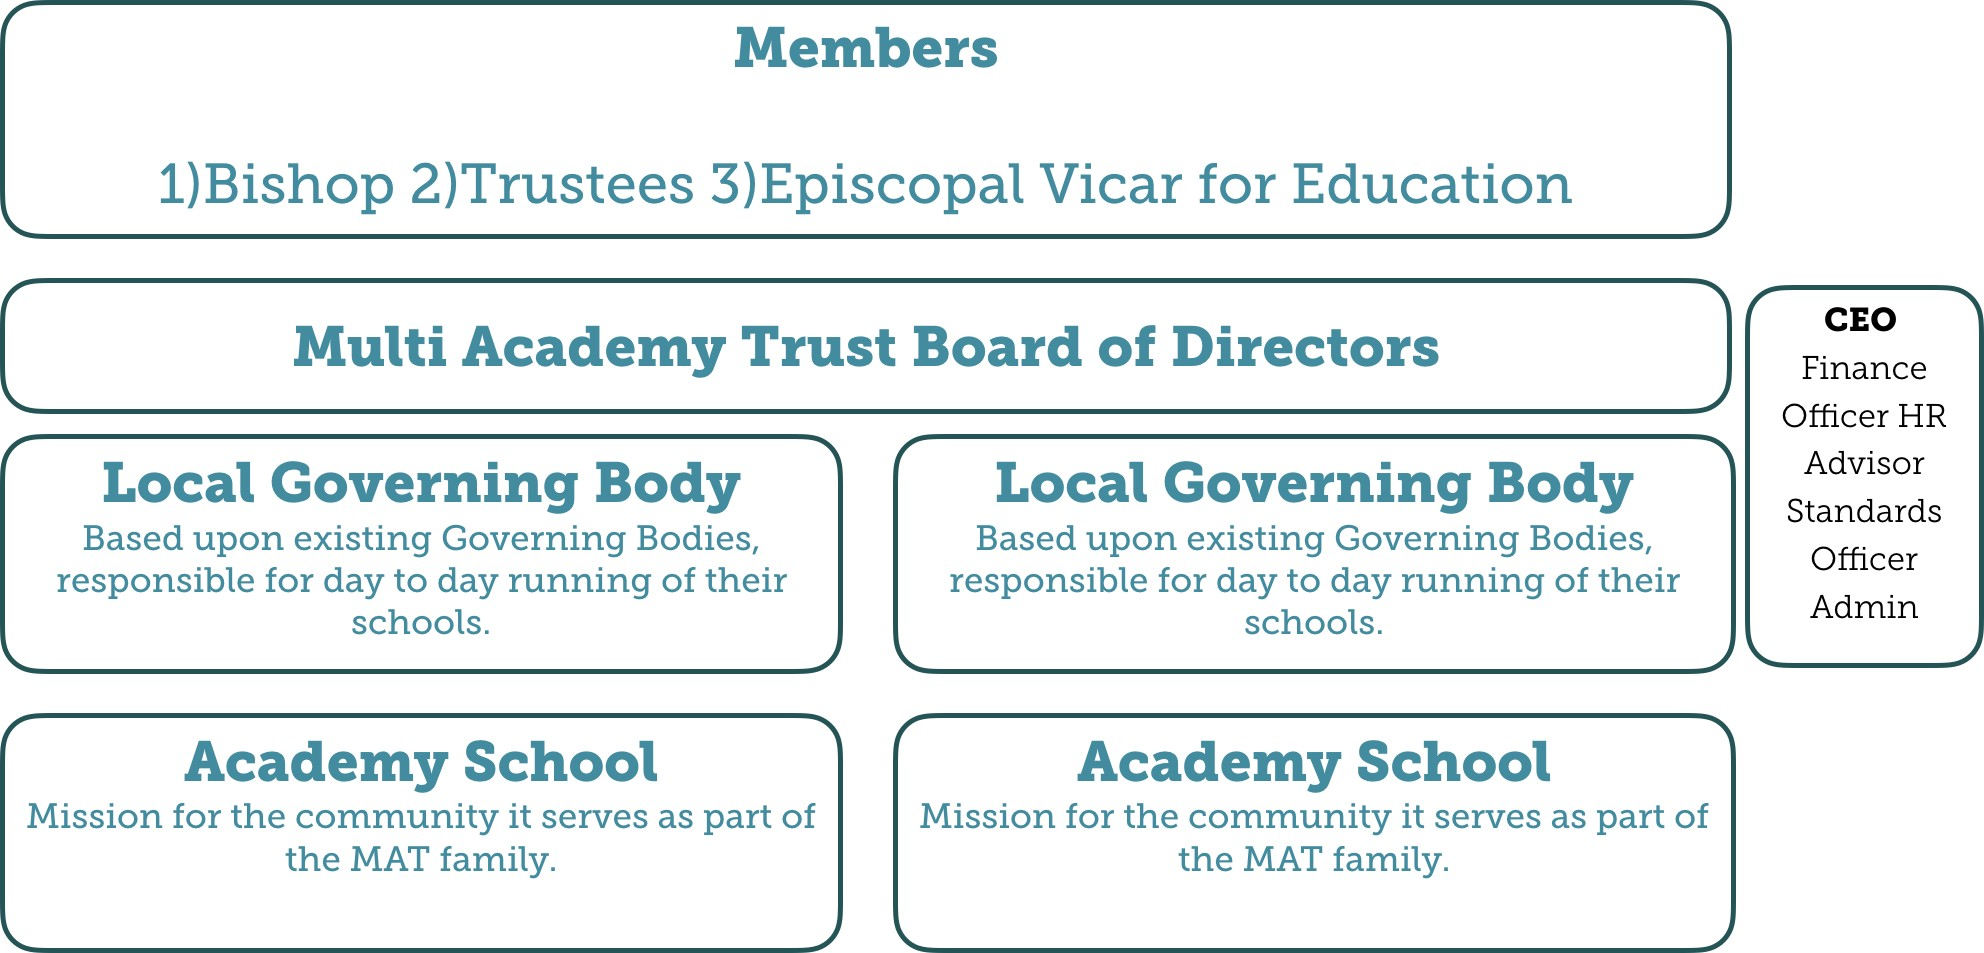 Members
1)Bishop 2)Trustees 3)Episcopal Vicar for Education
Multi Academy Trust Board of Directors
CEO
Finance
Officer HR
Advisor
Standards
Officer
Admin
Local Governing Body
Based upon existing Governing Bodies,
responsible for day to day running of their
schools.
Local Governing Body
Based upon existing Governing Bodies,
responsible for day to day running of their
schools.
Academy School
Mission for the community it serves as part of
the MAT family.
Academy School
Mission for the community it serves as part of
the MAT family.